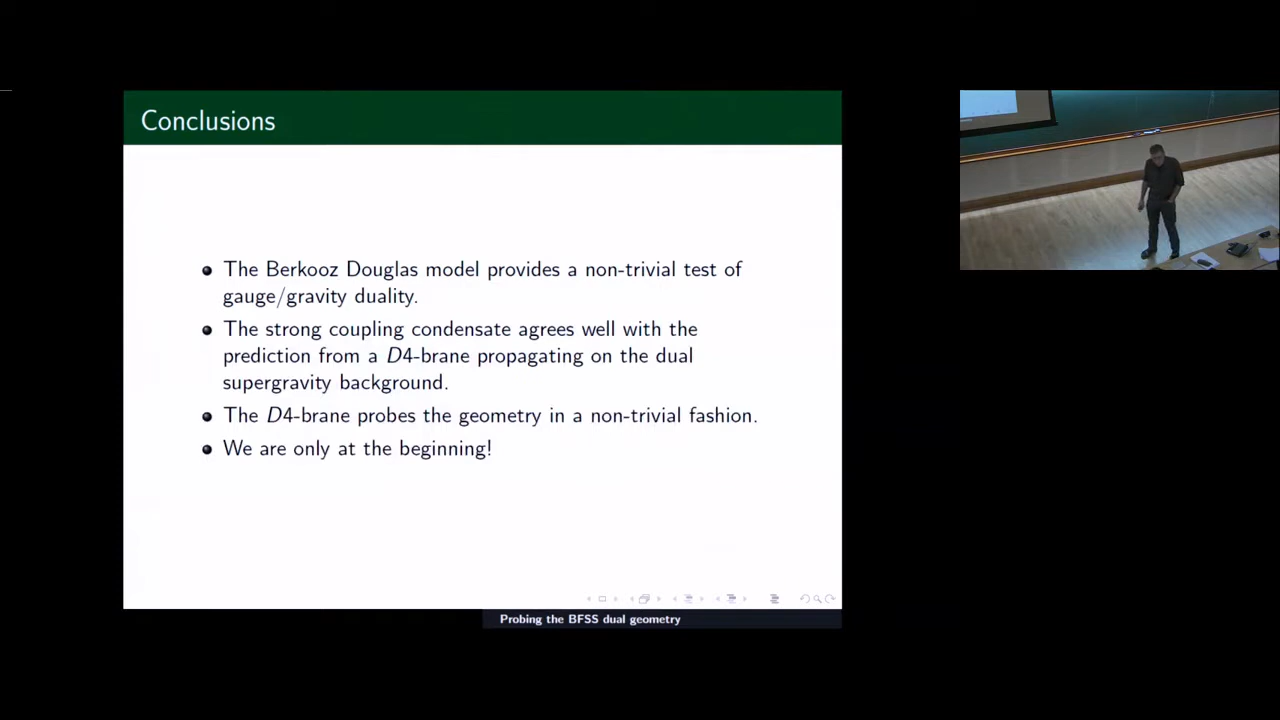 Conclusions
The Berkooz Douglas model provides a non-trivial test of
gauge/gravity duality.
The strong coupling condensate agrees well with the
prediction from a D4-brane propagating on the dual
supergravity background.
The D4-brane probes the geometry in a non-trivial fashion.
We are only at the beginning!
Probing the BFSS dual geometry